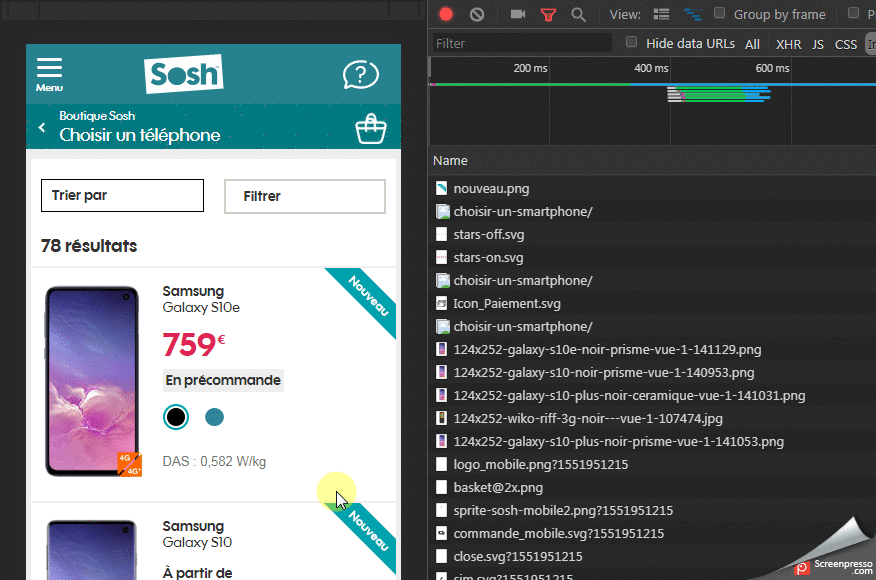 View:
Group by frame
P
Filter
Hide data URLs
All
XHR
JS
CSS
200 ms
400 ms
600 ms
Name
nouveau.png
choisir-un-smartphone/
stars-off.svg
stars-on.svg
choisir-un-smartphone/
Icon_Paiement.svg
choisir-un-smartphone/
124x252-galaxy-s10e-noir-prisme-vue-1-141129.png
124x252-galaxy-s10-noir-prisme-vue-1-140953.png
124x252-galaxy-s10-plus-noir-ceramique-vue-1-141031.png
124x252-wiko-riff-3g-noir---vue-1-107474.jpg
124x252-galaxy-s10-plus-noir-prisme-vue-1-141053.png
logo_mobile.png?1551951215
basket@2x.png
sprite-sosh-mobile2.png?1551951215
commande_mobile.svg?1551951215
close.svg?1551951215
sim.svg?1551951215
Menu
Sosh
?
Boutique Sosh
Choisir un téléphone
Trier par
Filtrer
78 résultats
Nouveau
Samsung
Galaxy S10e
759€
En précommande
4G
4G+
DAS : 0,582 W/kg
Nouveau
Samsung
Galaxy S10
À partir de
Screenpresso
.com